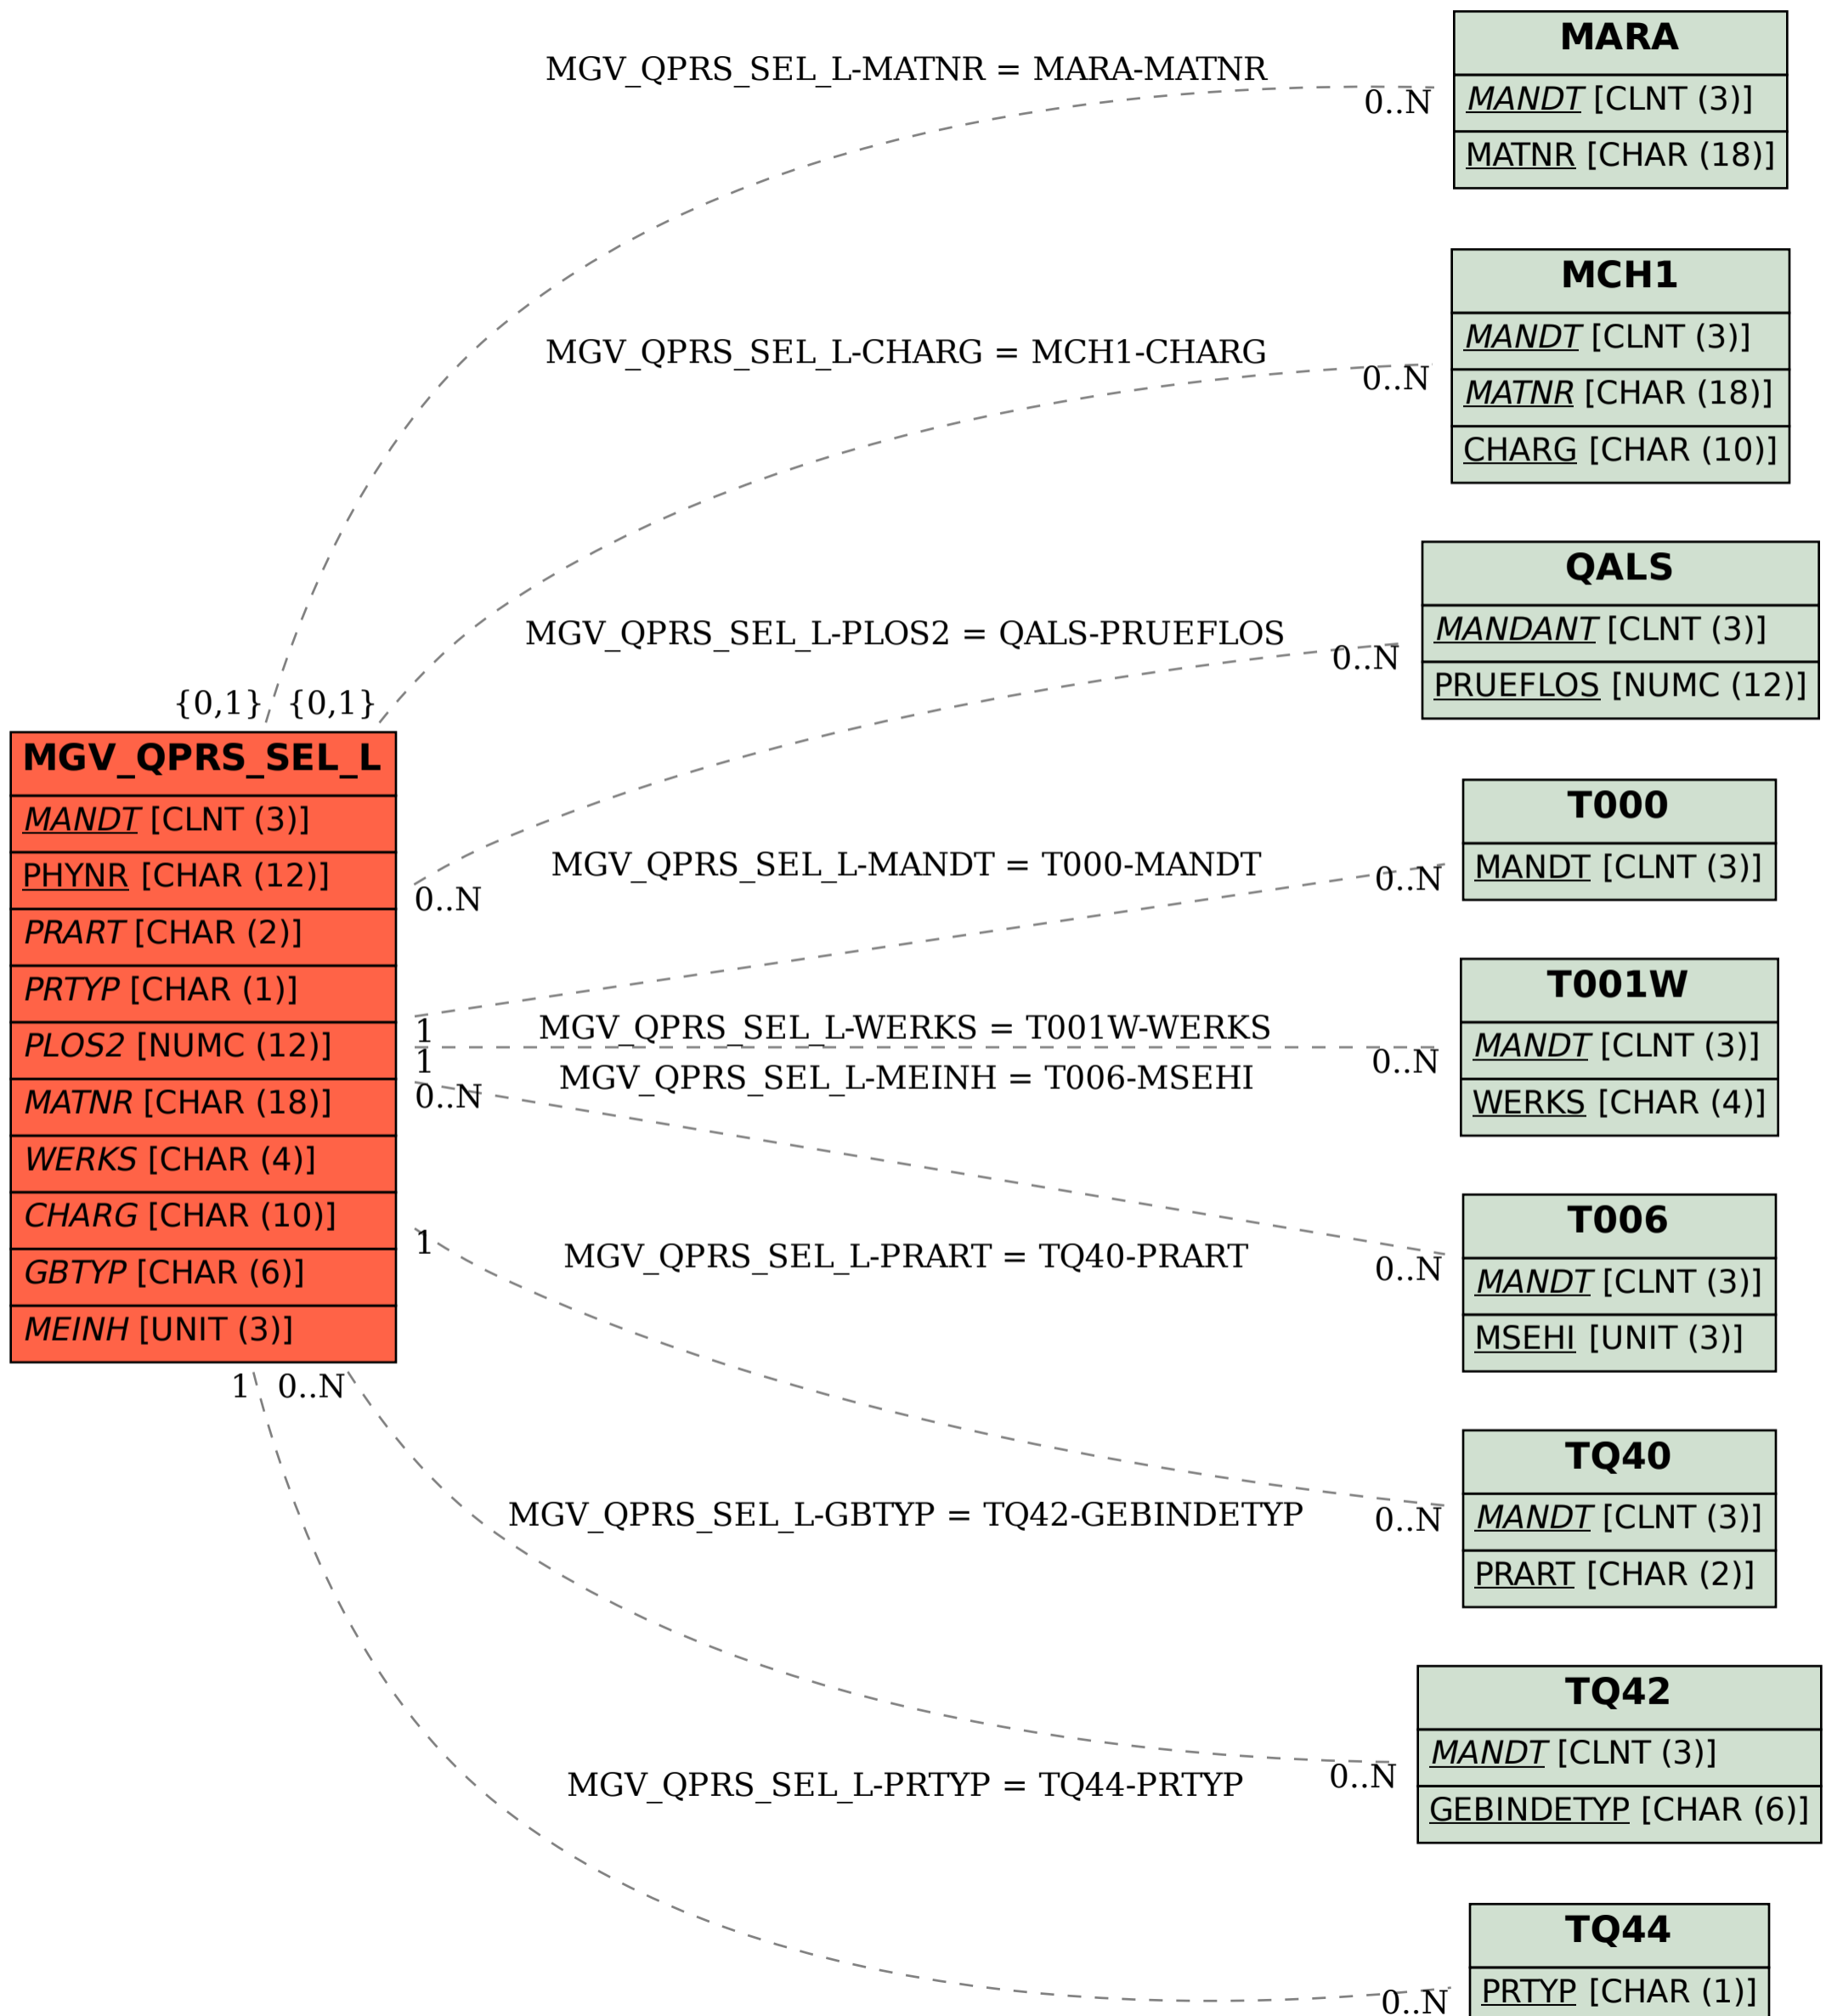 MARA
MANDT [CLNT (3)]
MATNR [CHAR (18)]
MGV_QPRS_SEL_L-MATNR = MARA-MATNR
0..N
MCH1
MANDT [CLNT (3)]
MATNR [CHAR (18)]
CHARG [CHAR (10)]
MGV_QPRS_SEL_L-CHARG = MCH1-CHARG
0..N
QALS
MANDANT [CLNT (3)]
PRUEFLOS [NUMC (12)]
MGV_QPRS_SEL_L-PLOS2 = QALS-PRUEFLOS
0..N
{0,1} {0,1}
MGV_QPRS_SEL_L
MANDT [CLNT (3)]
PHYNR [CHAR (12)]
PRART [CHAR (2)]
PRTYP [CHAR (1)]
PLOS2 [NUMC (12)]
MATNR [CHAR (18)]
WERKS [CHAR (4)]
CHARG [CHAR (10)]
GBTYP [CHAR (6)]
MEINH [UNIT (3)]
0..N
1
1
0..N
1
1 0..N
MGV_QPRS_SEL_L-MANDT = T000-MANDT
0..N
T000
MANDT [CLNT (3)]
MGV_QPRS_SEL_L-WERKS = T001W-WERKS
0..N
T001W
MANDT [CLNT (3)]
WERKS [CHAR (4)]
MGV_QPRS_SEL_L-MEINH = T006-MSEHI
0..N
T006
MANDT [CLNT (3)]
MSEHI [UNIT (3)]
MGV_QPRS_SEL_L-PRART = TQ40-PRART
0..N
TQ40
MANDT [CLNT (3)]
PRART [CHAR (2)]
MGV_QPRS_SEL_L-GBTYP = TQ42-GEBINDETYP
0..N
TQ42
MANDT [CLNT (3)]
GEBINDETYP [CHAR (6)]
MGV_QPRS_SEL_L-PRTYP = TQ44-PRTYP
0..N
TQ44
PRTYP [CHAR (1)]